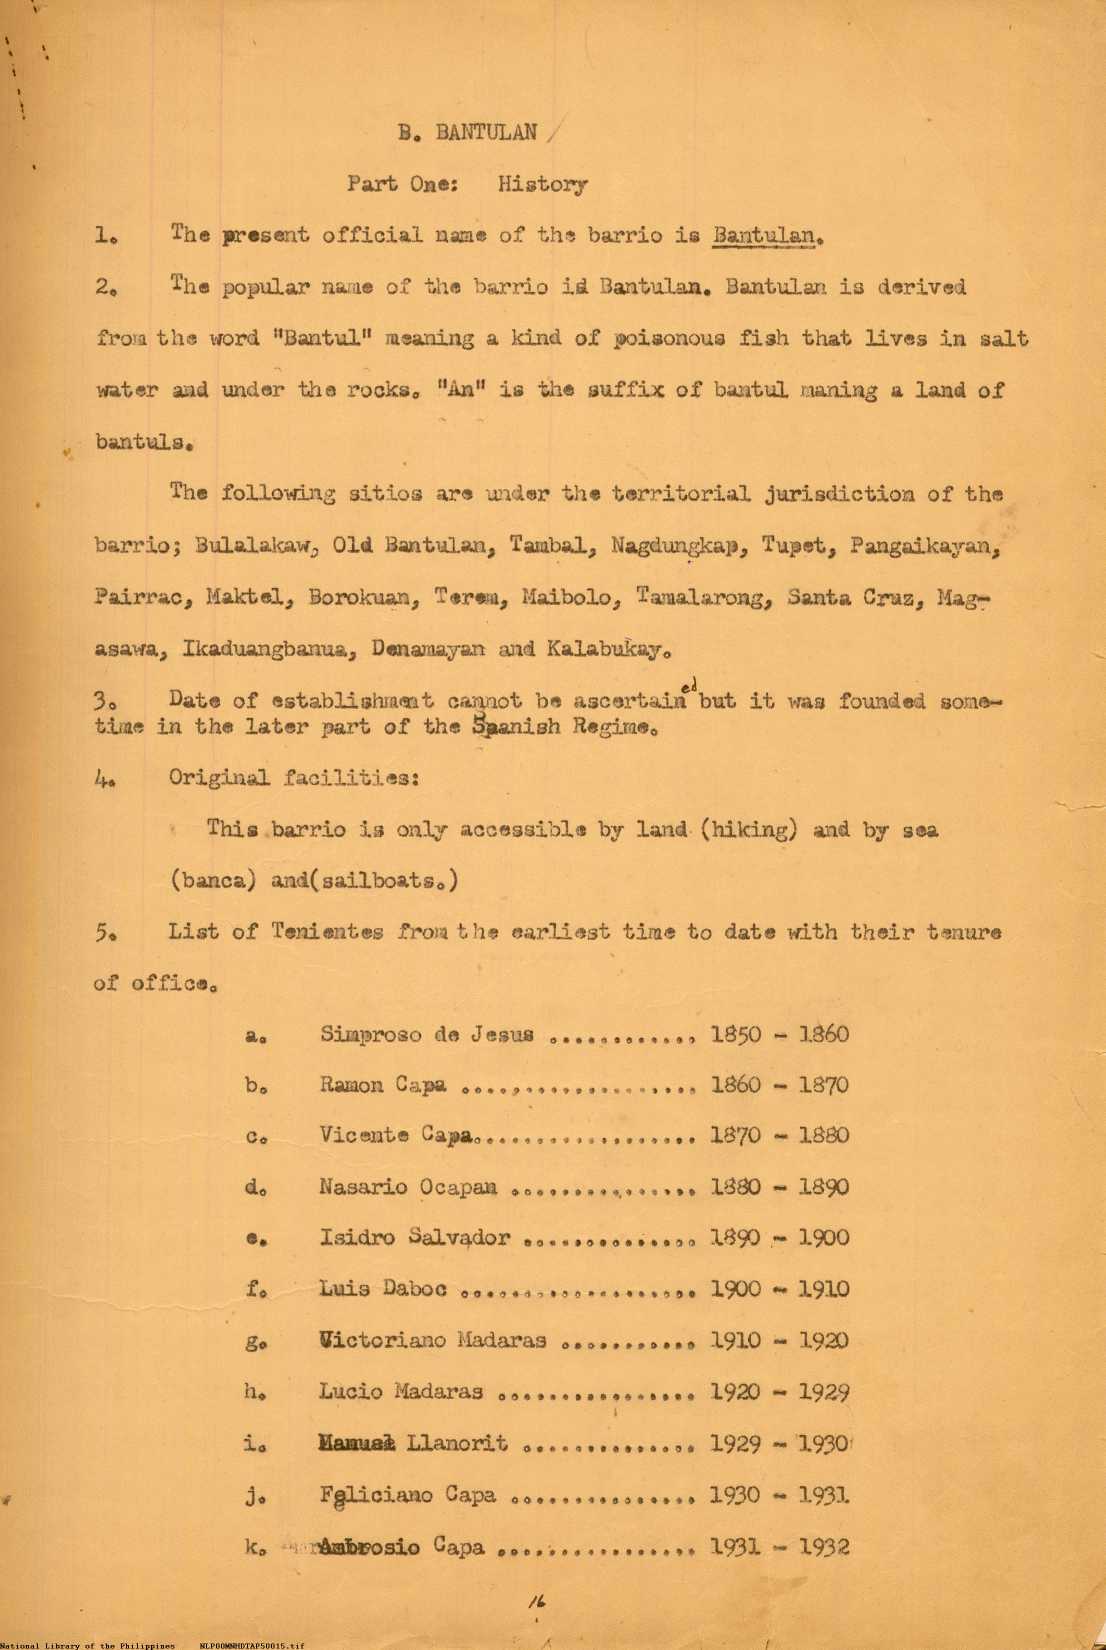 B. BANTULAN /
Part One: History
1. The present official name of the barrio is Bantulan.
2. The popular name of the barrio id Bantulan. Bantulan is derived
from the word "Bantul" meaning a kind of poisonous fish that lives in salt
water and under the rocks. "An" is the suffix of bantul maning a land of
bantuls.
The following sitios are under the territorial jurisdiction of the
barrio; Bulalakaw, Old Bantulan, Tambal, Nagdungkap, Tupet, Pangaikayan,
Pairrac, Maktel, Borokuan, Terem, Maibolo, Tamalarong, Santa Cruz, Mag-
asawa, Ikaduangbanua, Denamayan and Kalabukay.
3. Date of establishment cannot be ascertained but it was founded some-
time in the later part of the Spanish Regime.
4. Original facilities:
This barrio is only accessible by land (hiking) and by sea
(banca) and(sailboats.)
5. List of Tenientes from the earliest time to date with their tenure
of office.
a. Simproso de Jesus ............ 1850 - 1860
b. Ramon Capa ................... 1860 - 1870
c. Vicente Capa.................. 1870 - 1880
d. Nasario Ocapan ............... 1880 - 1890
e. Isidro Salvador .............. 1890 - 1900
f. Luis Daboc ................... 1900 - 1910
g. Victoriano Madaras ........... 1910 - 1920
h. Lucio Madaras ................ 1920 - 1929
i. Manuel Llanorit .............. 1929 - 1930
j. Feliciano Capa ............... 1930 - 1931
k. Ambrosio Capa ................ 1931 - 1932
16
National Library of the Philippines NLP00MNHDTAP50015.tif